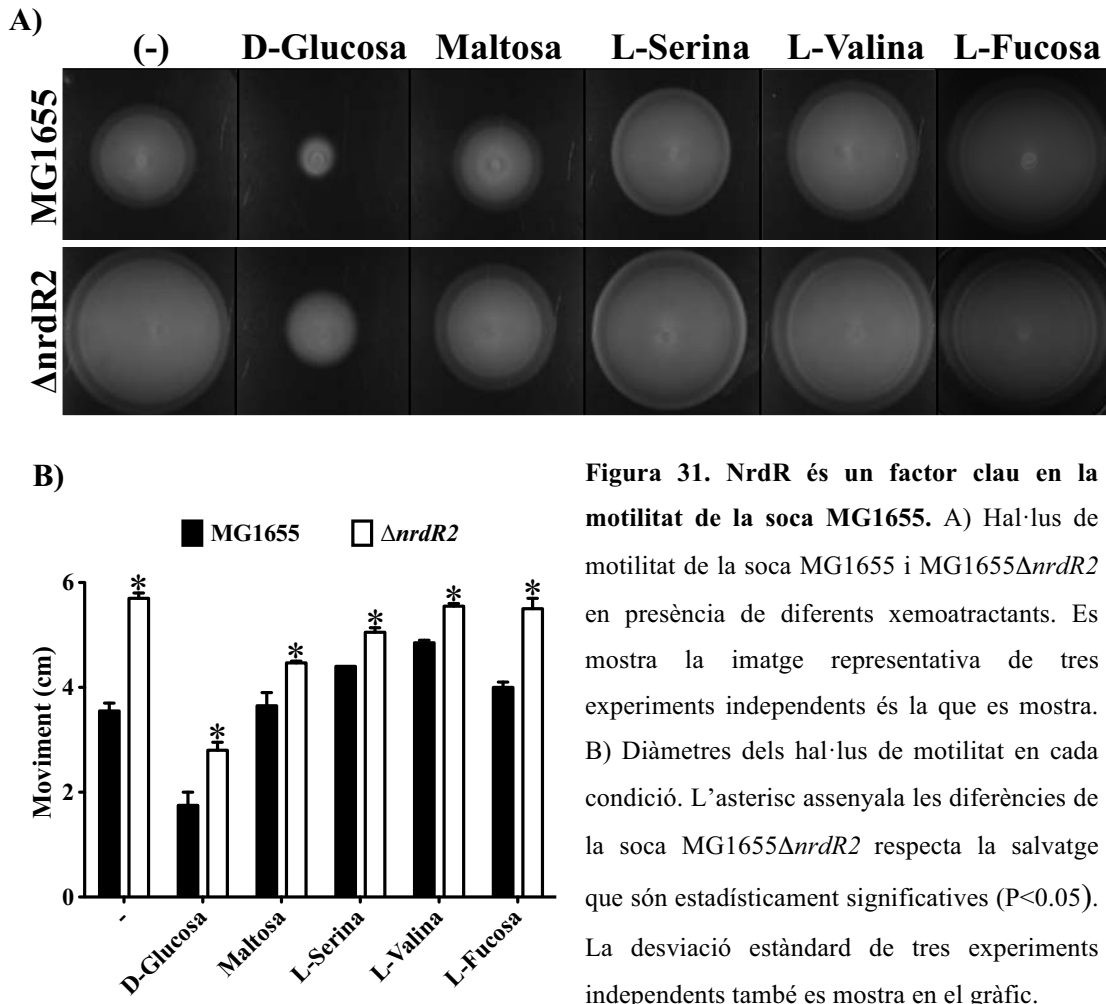 A)
(-) D-Glucosa Maltosa L-Serina L-Valina L-Fucosa
MG1655
ΔnrdR2
B)
MG1655 ΔnrdR2
Moviment (cm)
6
4
2
0
* * * * * *
- D-Glucosa Maltosa L-Serina L-Valina L-Fucosa
Figura 31. NrdR és un factor clau en la
motilitat de la soca MG1655. A) Hal·lus de
motilitat de la soca MG1655 i MG1655ΔnrdR2
en presència de diferents xemoatractants. Es
mostra la imatge representativa de tres
experiments independents és la que es mostra.
B) Diàmetres dels hal·lus de motilitat en cada
condició. L’asterisc assenyala les diferències de
la soca MG1655ΔnrdR2 respecta la salvatge
que són estadísticament significatives (P<0.05).
La desviació estàndard de tres experiments
independents també es mostra en el gràfic.